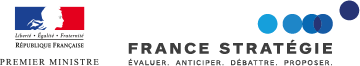 Liberté • Égalité • Fraternité
RÉPUBLIQUE FRANÇAISE
PREMIER MINISTRE
FRANCE STRATÉGIE
ÉVALUER. ANTICIPER. DÉBATTRE. PROPOSER.